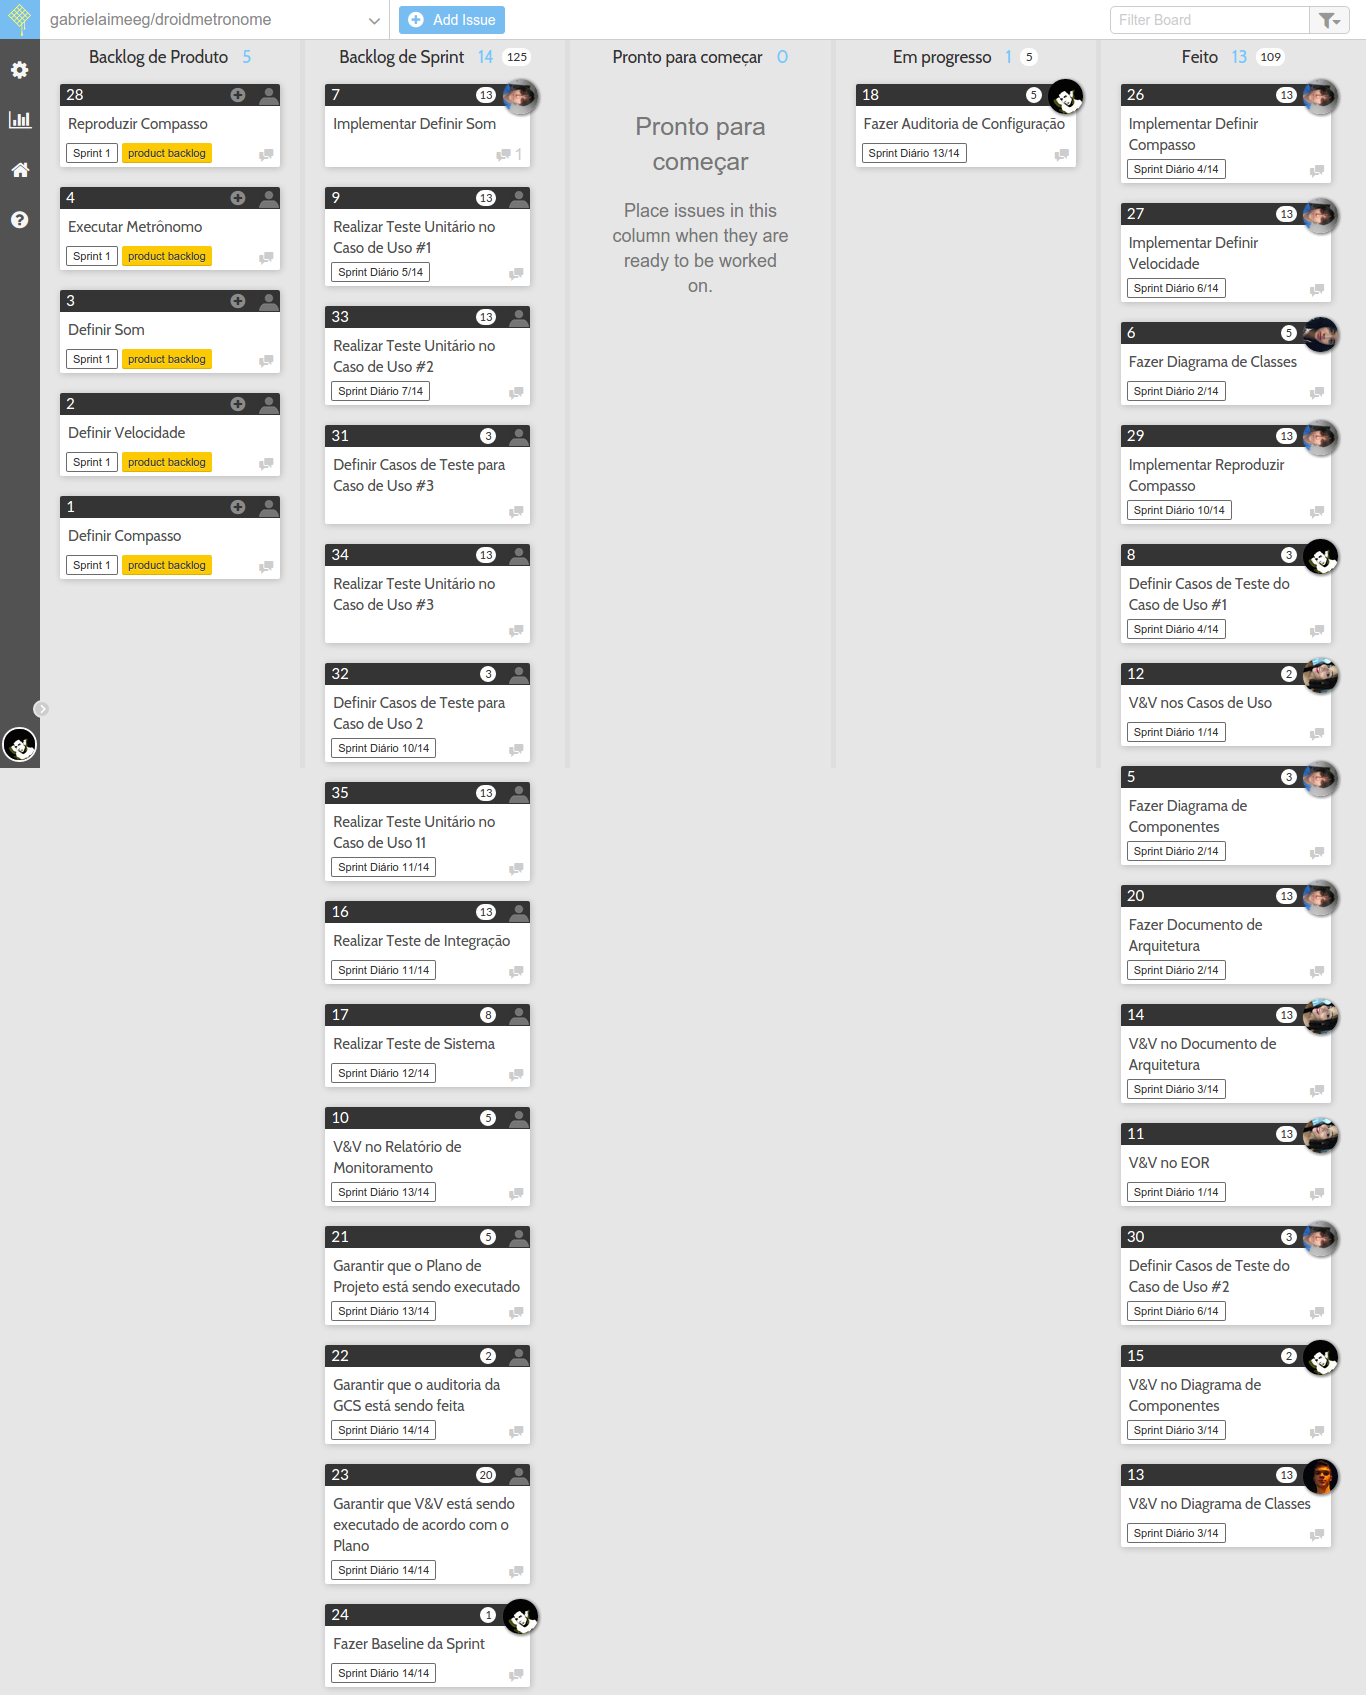 gabrielaimeeg/droidmetronome
Add Issue
Filter Board
Backlog de Produto 5
28
Reproduzir Compasso
Sprint 1 product backlog
4
Executar Metrônomo
Sprint 1 product backlog
3
Definir Som
Sprint 1 product backlog
2
Definir Velocidade
Sprint 1 product backlog
1
Definir Compasso
Sprint 1 product backlog
Backlog de Sprint 14 125
7 13
Implementar Definir Som
1
9 13
Realizar Teste Unitário no
Caso de Uso #1
Sprint Diário 5/14
33 13
Realizar Teste Unitário no
Caso de Uso #2
Sprint Diário 7/14
31 3
Definir Casos de Teste para
Caso de Uso #3
34 13
Realizar Teste Unitário no
Caso de Uso #3
32 3
Definir Casos de Teste para
Caso de Uso 2
Sprint Diário 10/14
35 13
Realizar Teste Unitário no
Caso de Uso 11
Sprint Diário 11/14
16 13
Realizar Teste de Integração
Sprint Diário 11/14
17 8
Realizar Teste de Sistema
Sprint Diário 12/14
10 5
V&V no Relatório de
Monitoramento
Sprint Diário 13/14
21 5
Garantir que o Plano de
Projeto está sendo executado
Sprint Diário 13/14
22 2
Garantir que o auditoria da
GCS está sendo feita
Sprint Diário 14/14
23 20
Garantir que V&V está sendo
executado de acordo com o
Plano
Sprint Diário 14/14
24 1
Fazer Baseline da Sprint
Sprint Diário 14/14
Pronto para começar 0
Pronto para
começar
Place issues in this
column when they are
ready to be worked
on.
Em progresso 1 5
18 5
Fazer Auditoria de Configuração
Sprint Diário 13/14
Feito 13 109
26 13
Implementar Definir
Compasso
Sprint Diário 4/14
27 13
Implementar Definir
Velocidade
Sprint Diário 6/14
6 5
Fazer Diagrama de Classes
Sprint Diário 2/14
29 13
Implementar Reproduzir
Compasso
Sprint Diário 10/14
8 3
Definir Casos de Teste do
Caso de Uso #1
Sprint Diário 4/14
12 2
V&V nos Casos de Uso
Sprint Diário 1/14
5 3
Fazer Diagrama de
Componentes
Sprint Diário 2/14
20 13
Fazer Documento de
Arquitetura
Sprint Diário 2/14
14 13
V&V no Documento de
Arquitetura
Sprint Diário 3/14
11 13
V&V no EOR
Sprint Diário 1/14
30 3
Definir Casos de Teste do
Caso de Uso #2
Sprint Diário 6/14
15 2
V&V no Diagrama de
Componentes
Sprint Diário 3/14
13 13
V&V no Diagrama de Classes
Sprint Diário 3/14